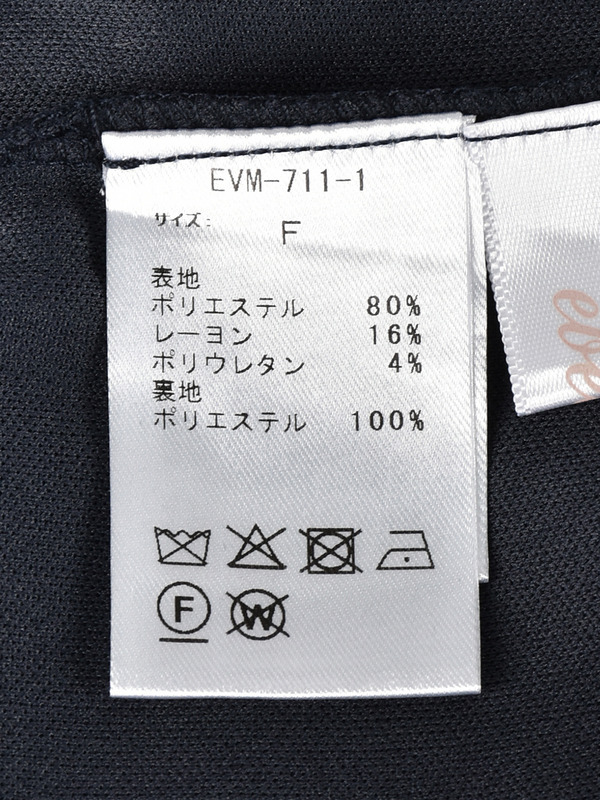 EVM-711-1
サイズ:
F
表地
ポリエステル 80%
レーヨン 16%
ポリウレタン 4%
裏地
ポリエステル 100%
F
W